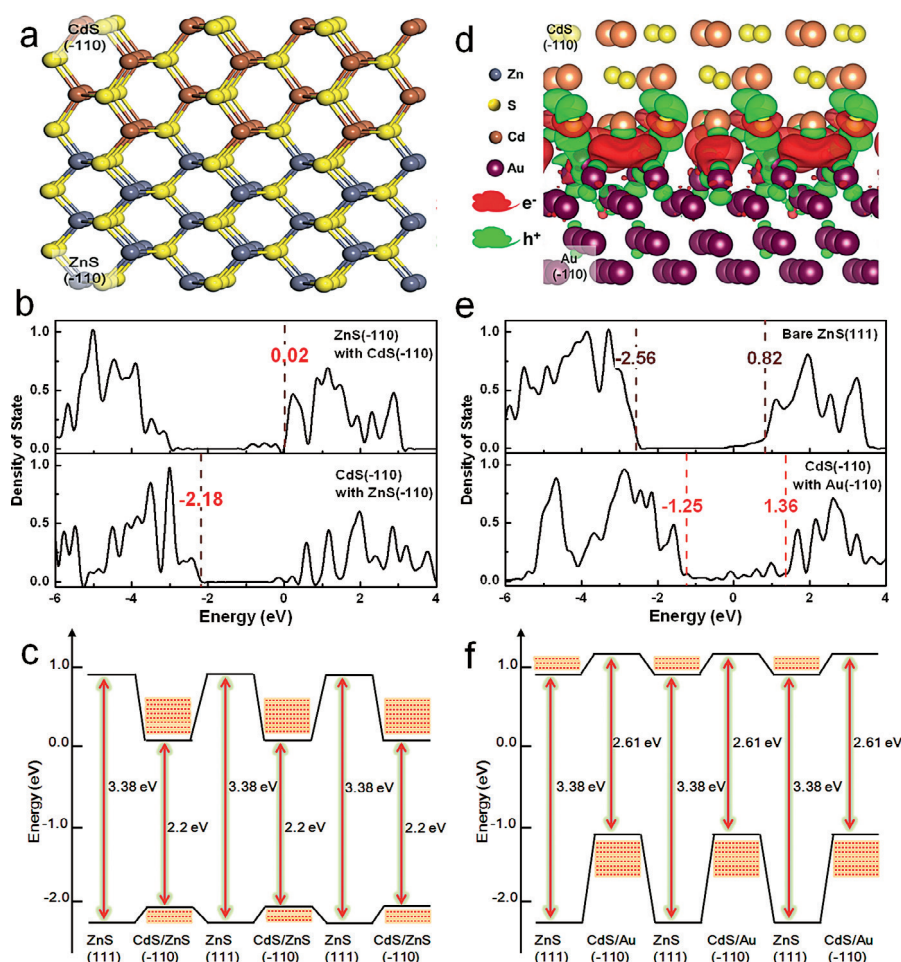 a
CdS
(-110)
ZnS
(-110)
d
CdS
(-110)
Zn
S
Cd
Au
e-
h+
Au
(-110)
b
Density of State
1.0
0.5
0.0
ZnS(-110)
with CdS(-110)
0.02
1.0
0.5
0.0
CdS(-110)
with ZnS(-110)
-2.18
-6 -4 -2 0 2 4
Energy (eV)
e
Density of State
1.0
0.5
0.0
Bare ZnS(111)
-2.56 0.82
1.0
0.5
0.0
CdS(-110)
with Au(-110)
-1.25 1.36
-6 -4 -2 0 2 4
Energy (eV)
c
Energy (eV)
1.0
0.0
-1.0
-2.0
3.38 eV 3.38 eV 3.38 eV
2.2 eV 2.2 eV 2.2 eV
ZnS CdS/ZnS ZnS CdS/ZnS ZnS CdS/ZnS
(111) (-110) (111) (-110) (111) (-110)
f
Energy (eV)
1.0
0.0
-1.0
-2.0
2.61 eV 2.61 eV 2.61 eV
3.38 eV 3.38 eV 3.38 eV
ZnS CdS/Au ZnS CdS/Au ZnS CdS/Au
(111) (-110) (111) (-110) (111) (-110)